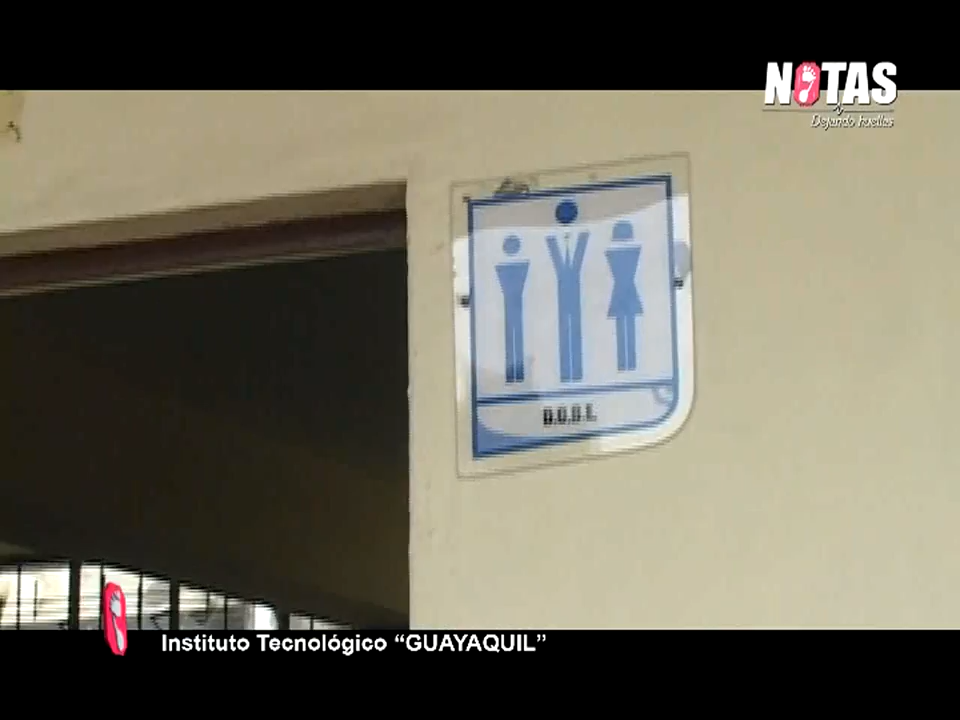 NOTAS
y
Dejando huellas
D.O.B.E.
Instituto Tecnológico “GUAYAQUIL”